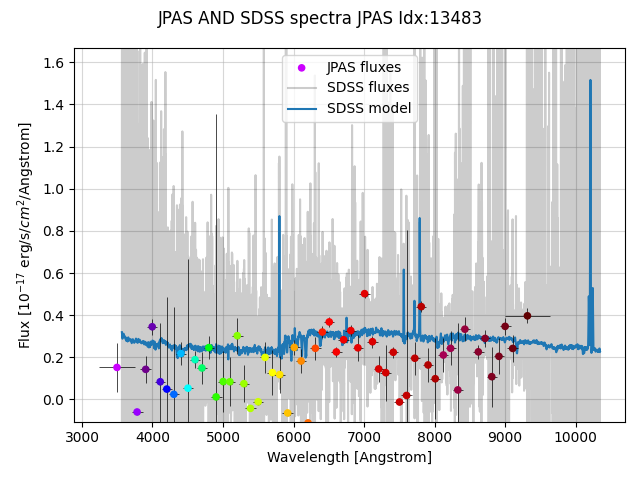 JPAS AND SDSS spectra JPAS Idx:13483
JPAS fluxes
SDSS fluxes
SDSS model
Flux [10⁻¹⁷ erg/s/cm²/Angstrom]
1.6
1.4
1.2
1.0
0.8
0.6
0.4
0.2
0.0
3000 4000 5000 6000 7000 8000 9000 10000
Wavelength [Angstrom]